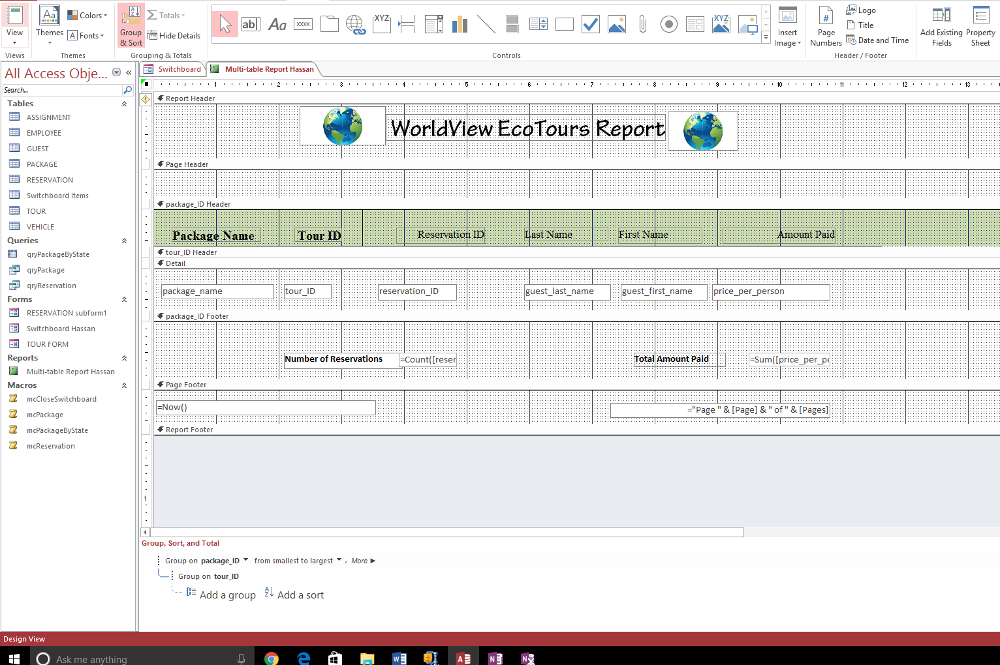 View
Views
Aa
Themes
Colors
A Fonts
Themes
Group
& Sort
Totals
Hide Details
Grouping & Totals
ab
Aa
xxxx
XYZ
XYZ
Controls
Insert
Image
#
Page
Numbers
Logo
Title
Date and Time
Header / Footer
Add Existing
Fields
Property
Sheet
All Access Obje...
Search...
Tables
ASSIGNMENT
EMPLOYEE
GUEST
PACKAGE
RESERVATION
Switchboard Items
TOUR
VEHICLE
Queries
qryPackageByState
qryPackage
qryReservation
Forms
RESERVATION subform1
Switchboard Hassan
TOUR FORM
Reports
Multi-table Report Hassan
Macros
mcCloseSwitchboard
mcPackage
mcPackageByState
mcReservation
Switchboard
Multi-table Report Hassan
1 2 3 4 5 6 7 8 9 10 11 12 13
Report Header
WorldView EcoTours Report
Page Header
package_ID Header
Package Name Tour ID Reservation ID Last Name First Name Amount Paid
tour_ID Header
Detail
package_name tour_ID reservation_ID guest_last_name guest_first_name price_per_person
package_ID Footer
Number of Reservations =Count([reser Total Amount Paid =Sum([price_per_pe
Page Footer
=Now() ="Page " & [Page] & " of " & [Pages]
Report Footer
1
Group, Sort, and Total
Group on package_ID from smallest to largest , More
Group on tour_ID
Add a group Add a sort
Design View
Ask me anything